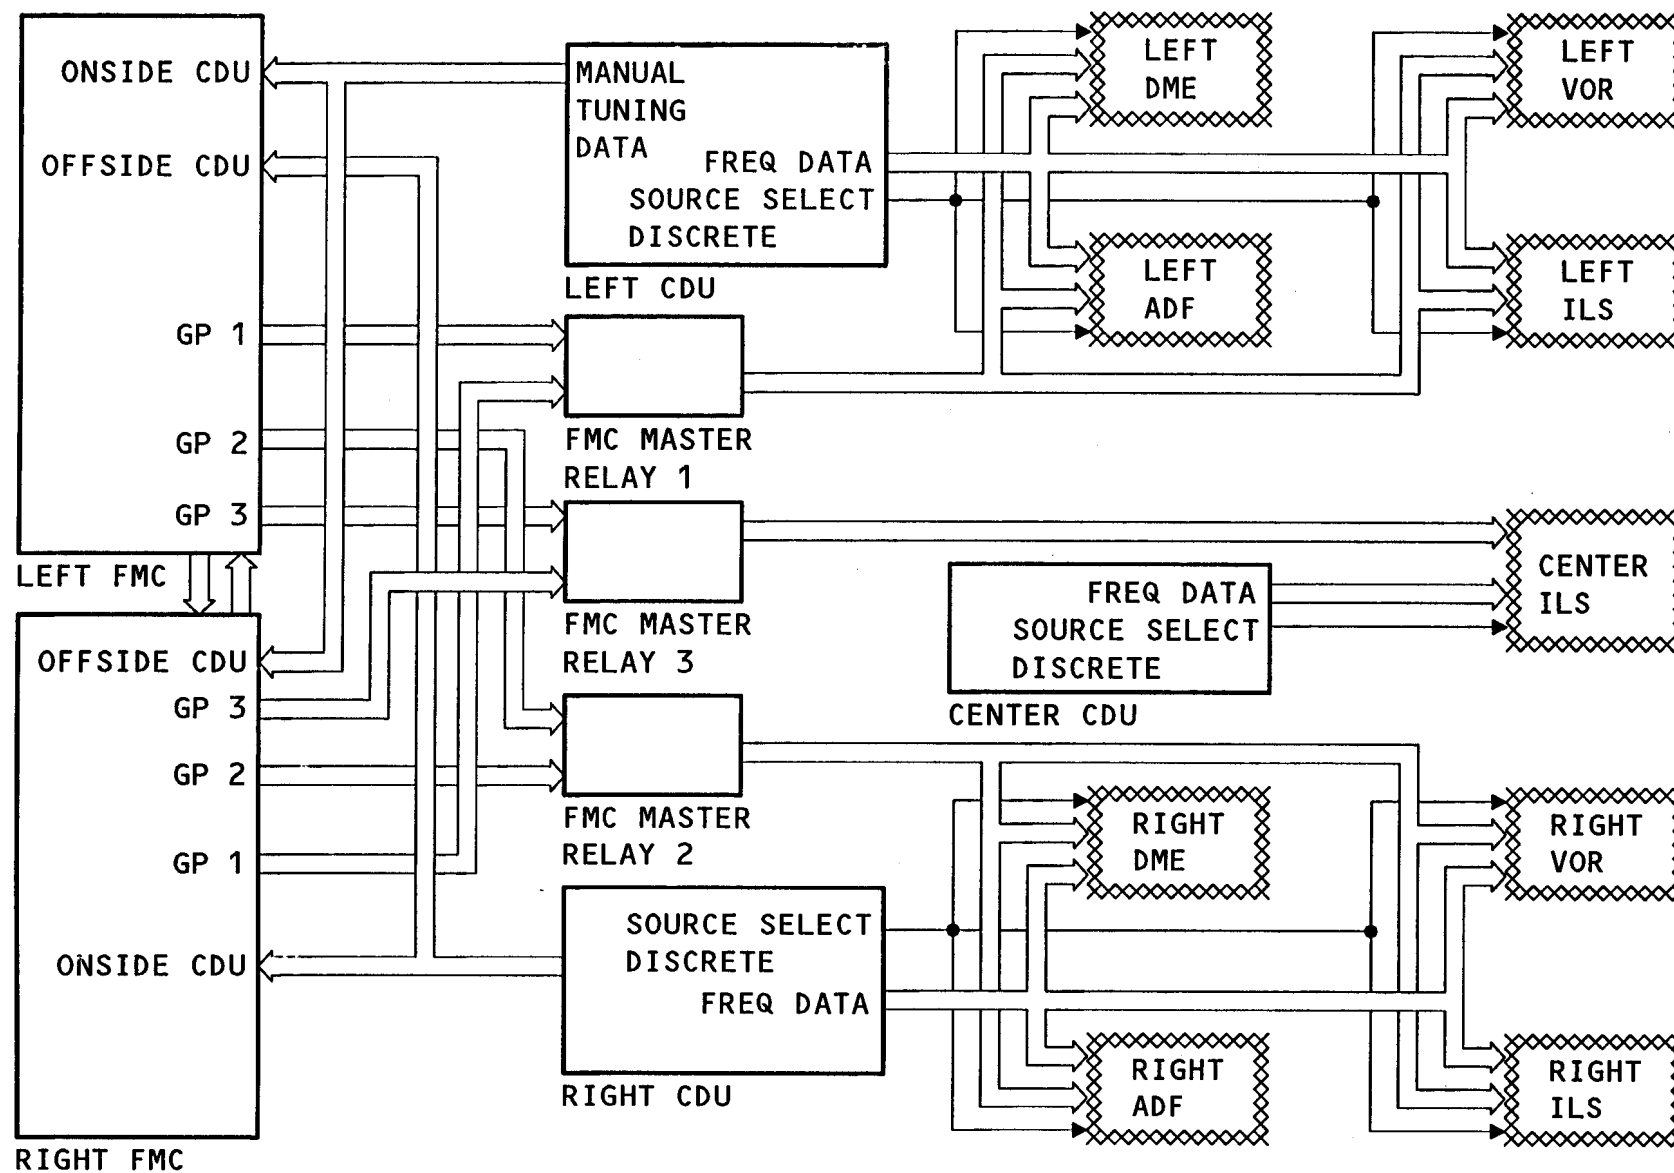 ONSIDE CDU
OFFSIDE CDU
GP 1
GP 2
GP 3
LEFT FMC
OFFSIDE CDU
GP 3
GP 2
GP 1
ONSIDE CDU
RIGHT FMC
MANUAL
TUNING
DATA
FREQ DATA
SOURCE SELECT
DISCRETE
LEFT CDU
FMC MASTER
RELAY 1
FMC MASTER
RELAY 3
FMC MASTER
RELAY 2
SOURCE SELECT
DISCRETE
FREQ DATA
RIGHT CDU
LEFT
DME
LEFT
ADF
LEFT
VOR
LEFT
ILS
FREQ DATA
SOURCE SELECT
DISCRETE
CENTER CDU
CENTER
ILS
RIGHT
DME
RIGHT
ADF
RIGHT
VOR
RIGHT
ILS